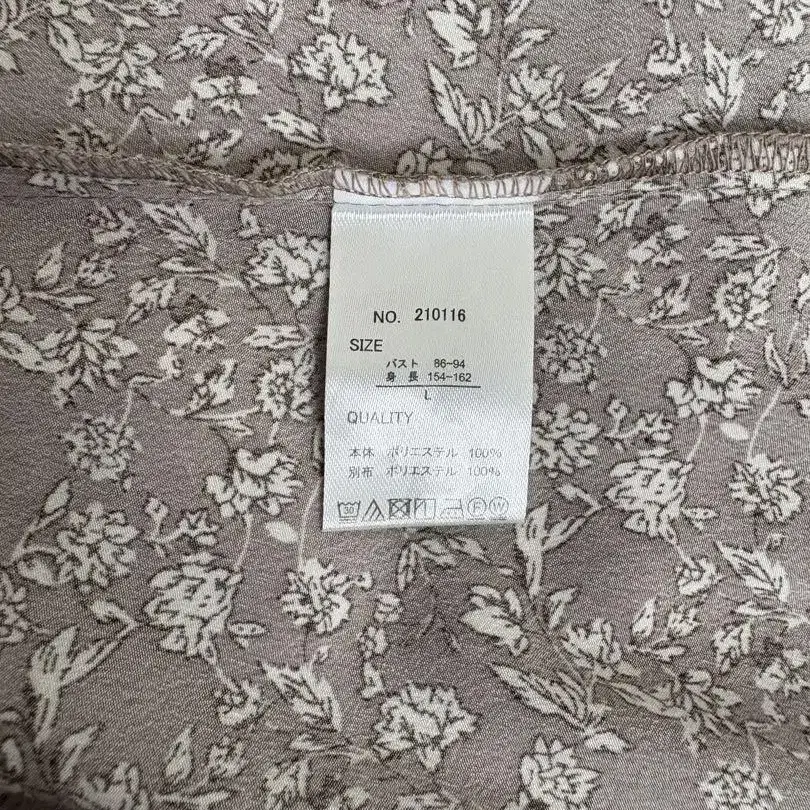 NO. 210116
SIZE
バスト 86-94
身 長 154-162
L
QUALITY
本体 ポリエステル 100%
別布 ポリエステル 100%
30 F W